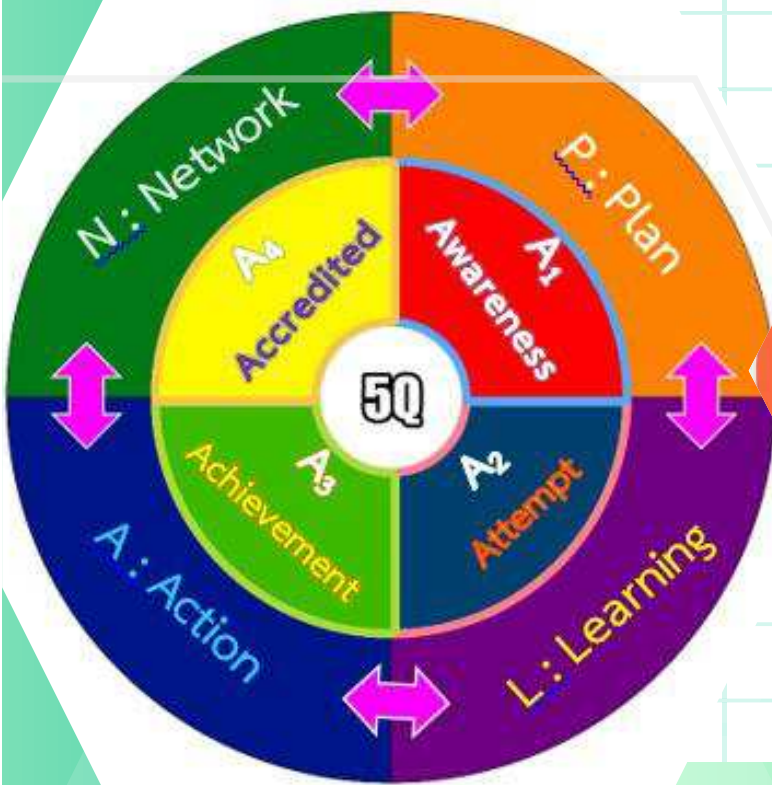 N : Network
P : Plan
A4
Accredited
A1
Awareness
5Q
A3
Achievement
A2
Attempt
A : Action
L : Learning